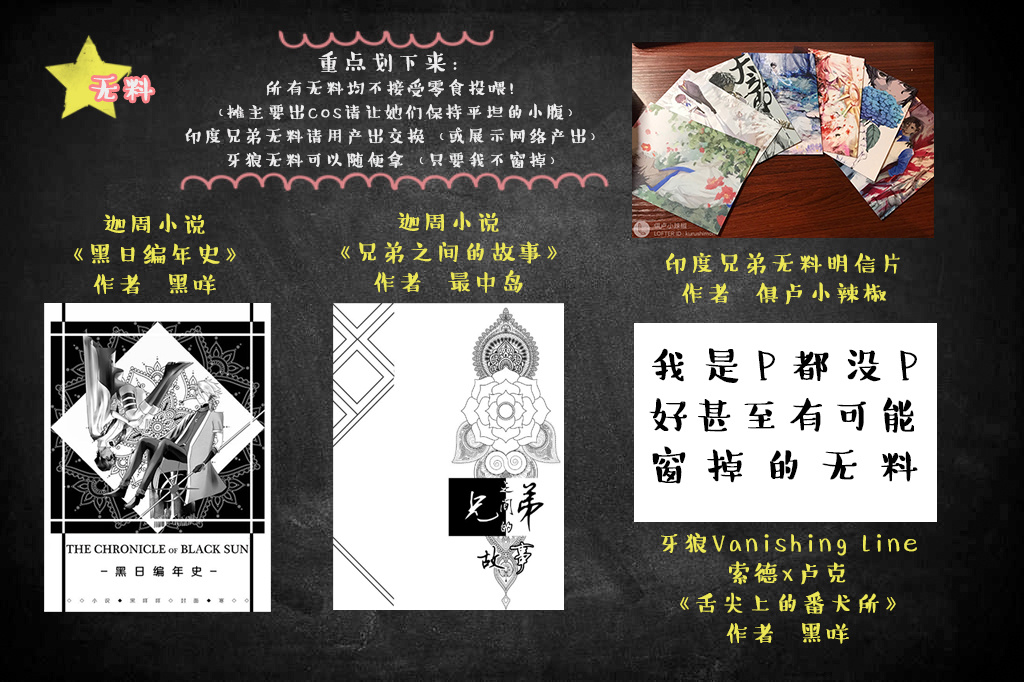 无料
重点划下来:
所有无料均不接受零食投喂!
(摊主要出cos请让她们保持平坦的小腹)
印度兄弟无料请用产出交换 (或展示网络产出)
牙狼无料可以随便拿 (只要我不窗掉)
迦周小说
《黑日编年史》
作者 黑咩
THE CHRONICLE OF BLACK SUN
-黑日编年史-
迦周小说
《兄弟之间的故事》
作者 最中岛
兄弟
之间的
故事
俱卢小辣椒
印度兄弟无料明信片
作者 俱卢小辣椒
我是P都没P
好甚至有可能
窗掉的无料
牙狼Vanishing Line
索德x卢克
《舌尖上的番犬所》
作者 黑咩